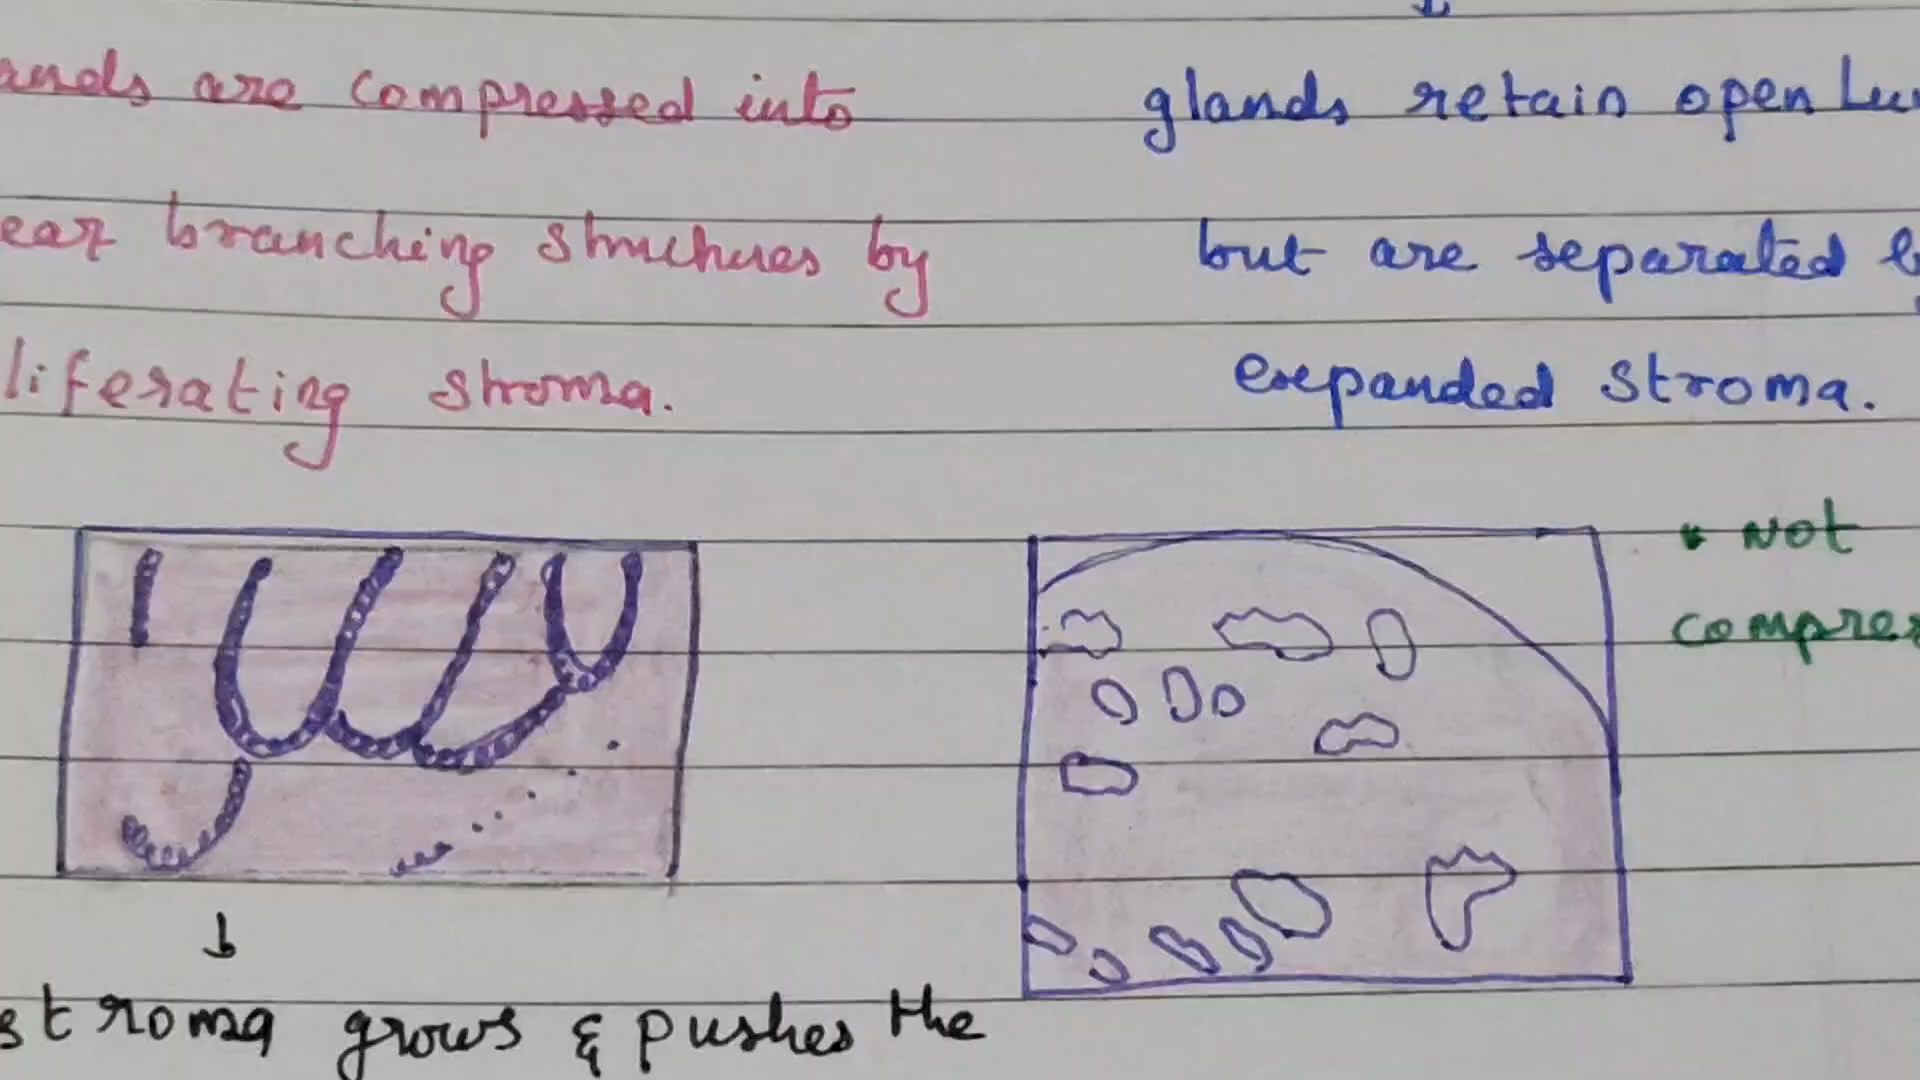 are compressed into
branching structures by
stroma.
glands retain open
but are separated
expanded stroma.
• Not
stroma grows & pushes the